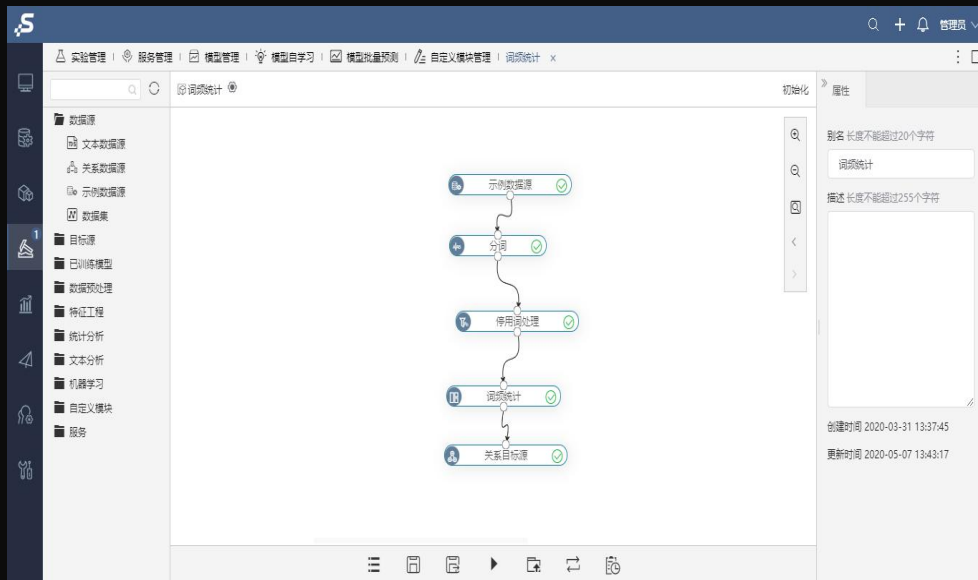 S
管理员
实验管理 服务管理 模型管理 模型自学习 模型批量预测 自定义模块管理 词频统计 x
词频统计
初始化
属性
数据源
文本数据源
关系数据源
示例数据源
数据集
目标源
已训练模型
数据预处理
特征工程
统计分析
文本分析
机器学习
自定义模块
服务
1
示例数据源
分词
停用词处理
词频统计
关系目标源
别名 长度不能超过20个字符
词频统计
描述 长度不能超过255个字符
创建时间 2020-03-31 13:37:45
更新时间 2020-05-07 13:43:17